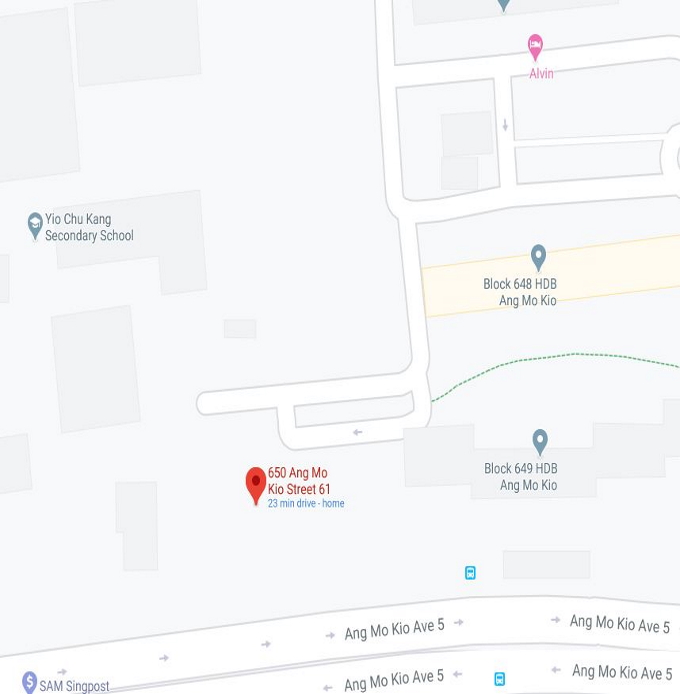 Alvin
Yio Chu Kang
Secondary School
Block 648 HDB
Ang Mo Kio
650 Ang Mo
Kio Street 61
23 min drive - home
Block 649 HDB
Ang Mo Kio
Ang Mo Kio Ave 5
Ang Mo Kio Ave 5
SAM Singpost
Ang Mo Kio Ave 5
Ang Mo Kio Ave 5